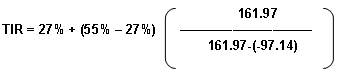 161.97
TIR = 27% + (55% – 27%)
161.97-(-97.14)